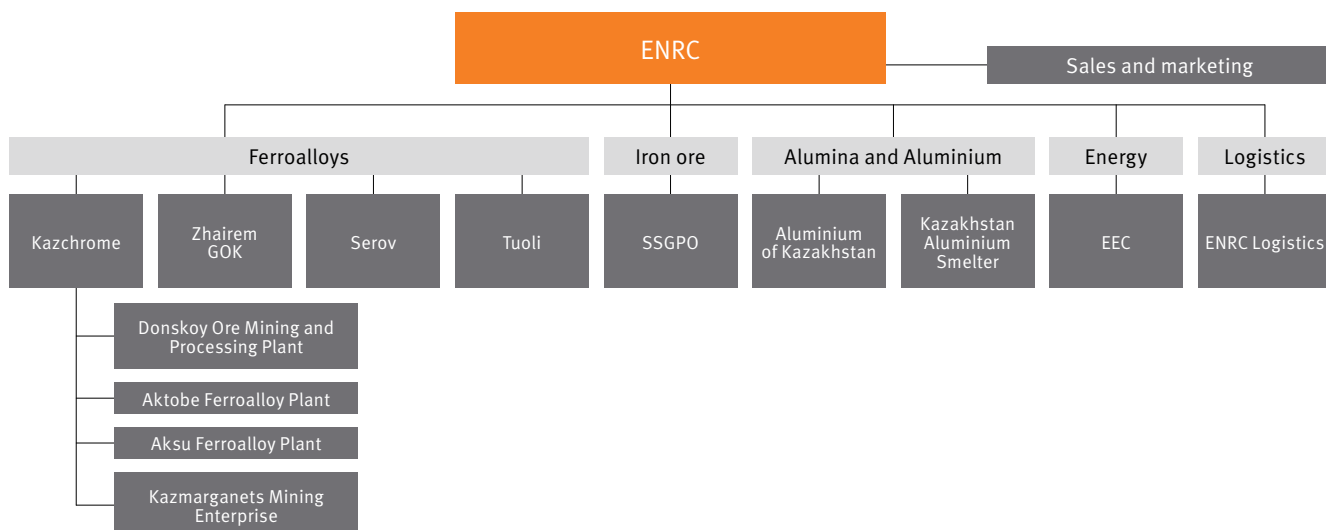 ENRC
Sales and marketing
Ferroalloys
Iron ore
Alumina and Aluminium
Energy
Logistics
Kazchrome
Zhairem
GOK
Serov
Tuoli
SSGPO
Aluminium
of Kazakhstan
Kazakhstan
Aluminium
Smelter
EEC
ENRC Logistics
Donskoy Ore Mining and
Processing Plant
Aktobe Ferroalloy Plant
Aksu Ferroalloy Plant
Kazmarganets Mining
Enterprise